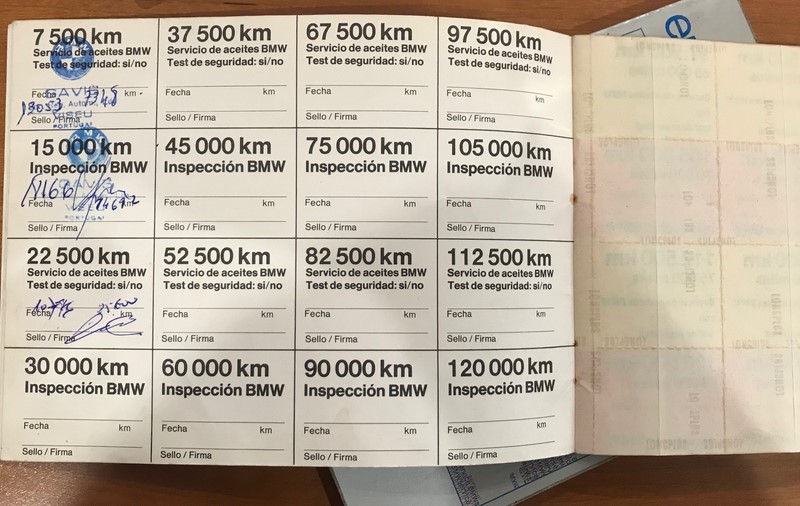 7 500 km
Servicio de aceites BMW
Test de seguridad: si/no
Fecha km
Sello / Firma
VISEU
PORTUGAL
37 500 km
Servicio de aceites BMW
Test de seguridad: si/no
Fecha km
Sello / Firma
67 500 km
Servicio de aceites BMW
Test de seguridad: si/no
Fecha km
Sello / Firma
97 500 km
Servicio de aceites BMW
Test de seguridad: si/no
Fecha km
Sello / Firma
15 000 km
Inspección BMW
Fecha
Sello / Firma
45 000 km
Inspección BMW
Fecha km
Sello / Firma
75 000 km
Inspección BMW
Fecha km
Sello / Firma
105 000 km
Inspección BMW
Fecha km
Sello / Firma
22 500 km
Servicio de aceites BMW
Test de seguridad: si/no
Fecha km
Sello / Firma
52 500 km
Servicio de aceites BMW
Test de seguridad: si/no
Fecha km
Sello / Firma
82 500 km
Servicio de aceites BMW
Test de seguridad: si/no
Fecha km
Sello / Firma
112 500 km
Servicio de aceites BMW
Test de seguridad: si/no
Fecha km
Sello / Firma
30 000 km
Inspección BMW
Fecha km
Sello / Firma
60 000 km
Inspección BMW
Fecha km
Sello / Firma
90 000 km
Inspección BMW
Fecha km
Sello / Firma
120 000 km
Inspección BMW
Fecha km
Sello / Firma